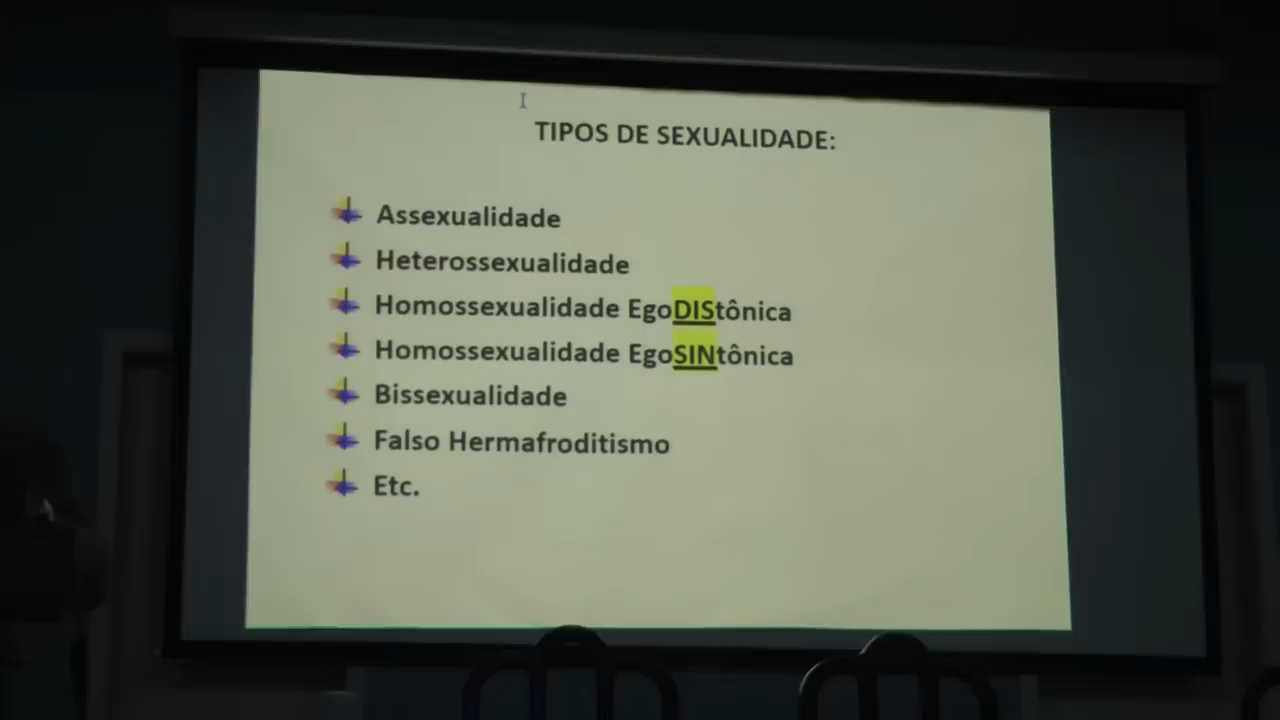 TIPOS DE SEXUALIDADE:
Assexualidade
Heterossexualidade
Homossexualidade EgoDIStônica
Homossexualidade EgoSINtônica
Bissexualidade
Falso Hermafroditismo
Etc.